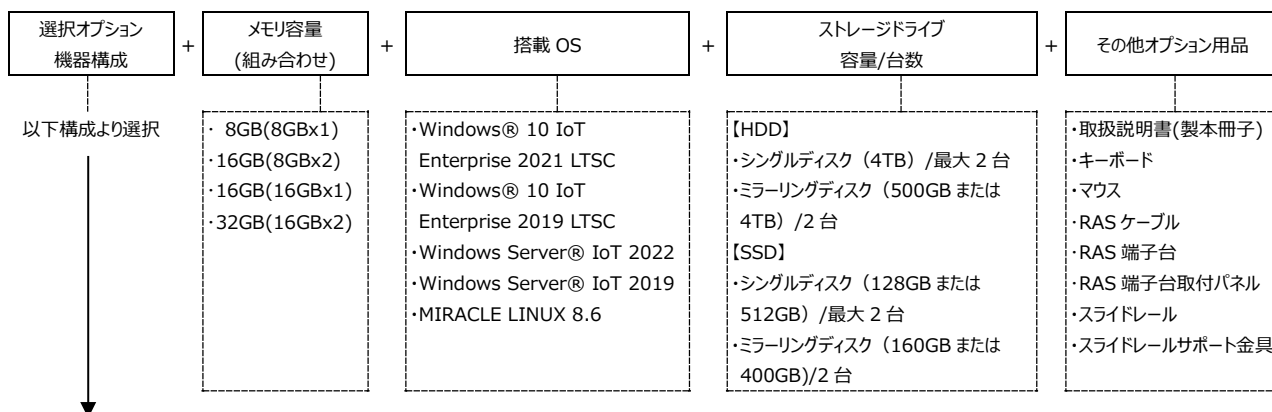 選択オプション
機器構成
+
メモリ容量
(組み合わせ)
+
搭載 OS
+
ストレージドライブ
容量/台数
+
その他オプション用品
以下構成より選択
・ 8GB(8GBx1)
・16GB(8GBx2)
・16GB(16GBx1)
・32GB(16GBx2)
・Windows® 10 IoT
Enterprise 2021 LTSC
・Windows® 10 IoT
Enterprise 2019 LTSC
・Windows Server® IoT 2022
・Windows Server® IoT 2019
・MIRACLE LINUX 8.6
【HDD】
・シングルディスク（4TB）/最大 2 台
・ミラーリングディスク（500GB または
4TB）/2 台
【SSD】
・シングルディスク（128GB または
512GB）/最大 2 台
・ミラーリングディスク（160GB または
400GB)/2 台
・取扱説明書(製本冊子)
・キーボード
・マウス
・RAS ケーブル
・RAS 端子台
・RAS 端子台取付パネル
・スライドレール
・スライドレールサポート金具